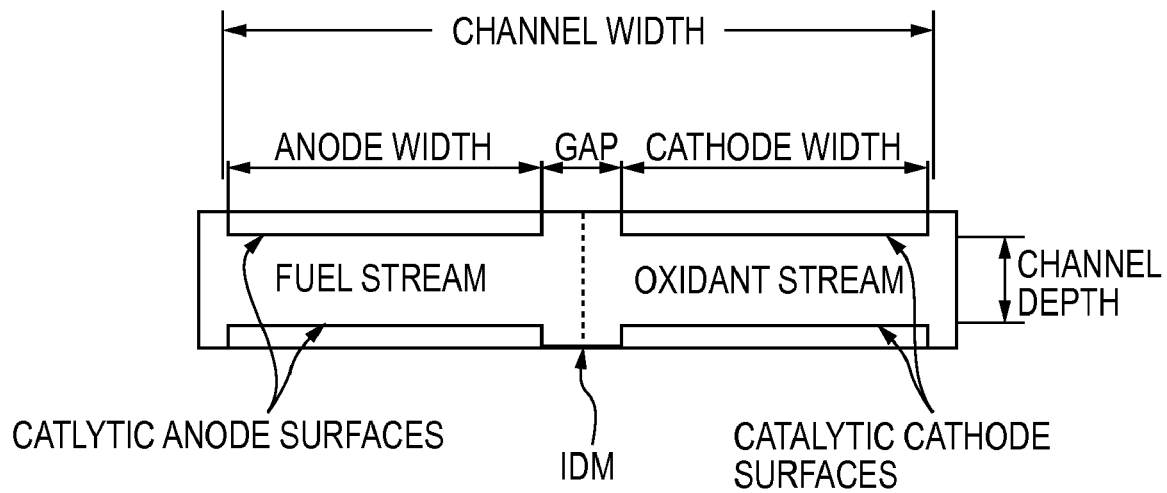 CHANNEL WIDTH
ANODE WIDTH
GAP
CATHODE WIDTH
FUEL STREAM
OXIDANT STREAM
CHANNEL
DEPTH
CATLYTIC ANODE SURFACES
IDM
CATALYTIC CATHODE
SURFACES